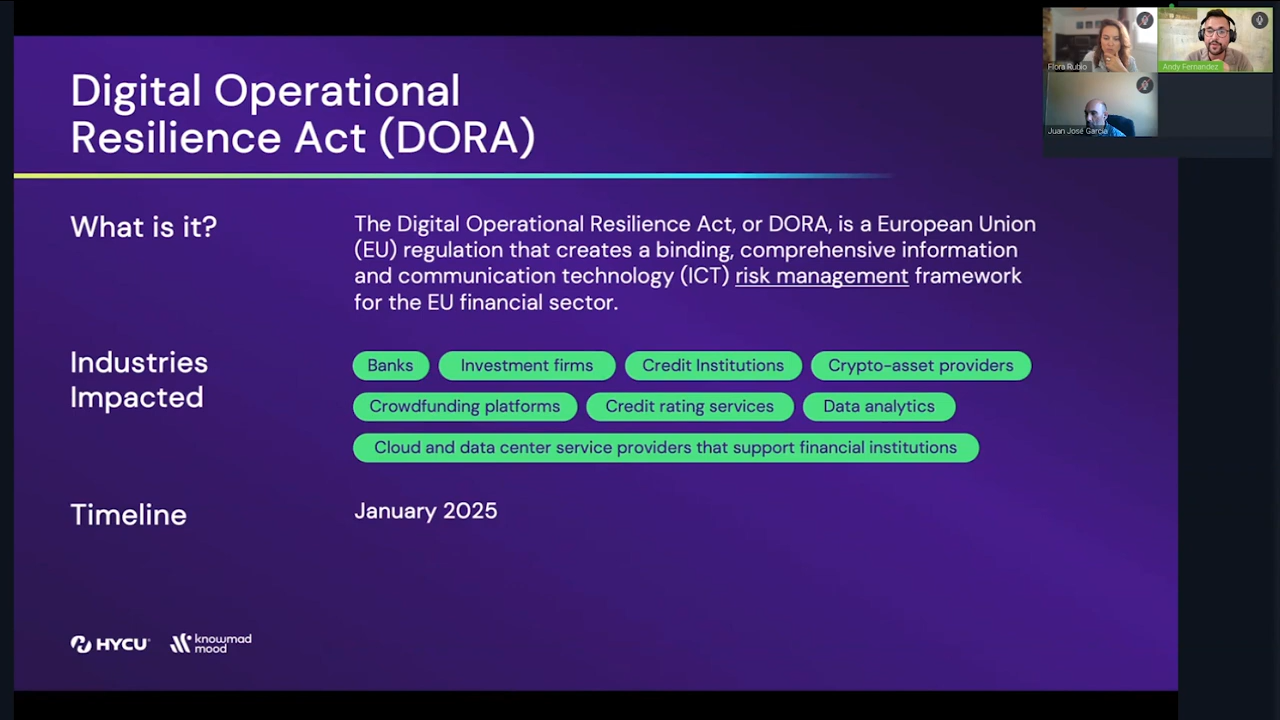 Digital Operational
Resilience Act (DORA)
What is it?
The Digital Operational Resilience Act, or DORA, is a European Union
(EU) regulation that creates a binding, comprehensive information
and communication technology (ICT) risk management framework
for the EU financial sector.
Industries
Impacted
Banks
Investment firms
Credit Institutions
Crypto-asset providers
Crowdfunding platforms
Credit rating services
Data analytics
Cloud and data center service providers that support financial institutions
Timeline
January 2025
HYCU
knowmad
mood
Flora Rubio
Andy Fernandez
Juan José García